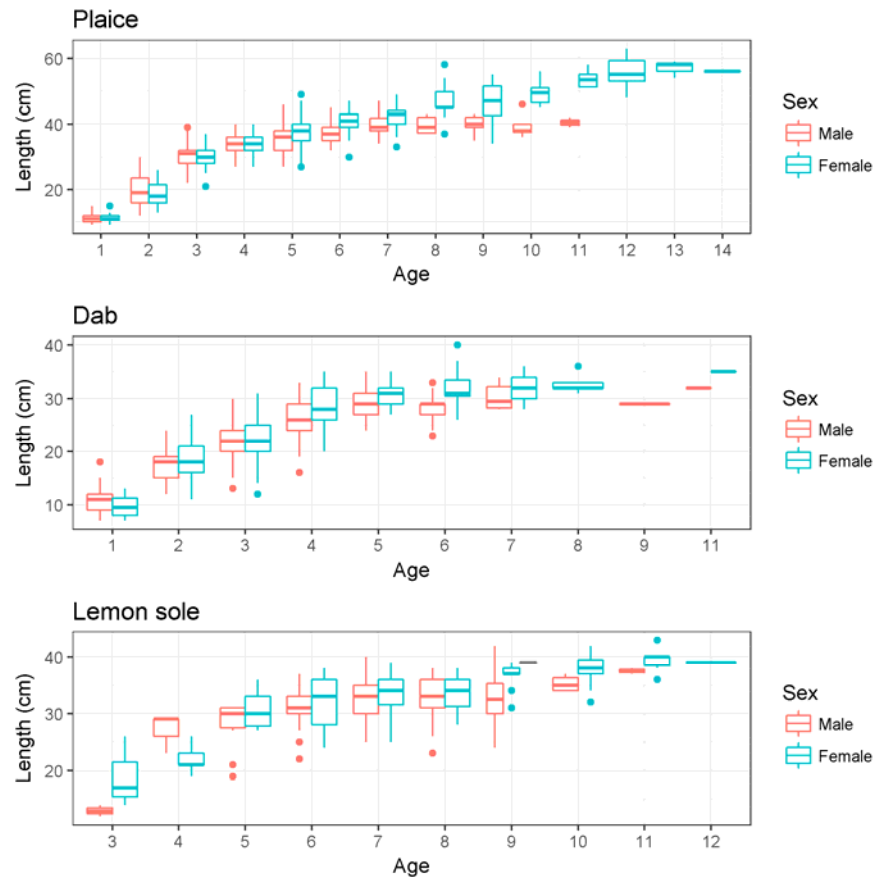 Plaice
60
40
20
Length (cm)
1 2 3 4 5 6 7 8 9 10 11 12 13 14
Age
Sex
Male
Female
Dab
40
30
20
10
Length (cm)
1 2 3 4 5 6 7 8 9 11
Age
Sex
Male
Female
Lemon sole
40
30
20
Length (cm)
3 4 5 6 7 8 9 10 11 12
Age
Sex
Male
Female